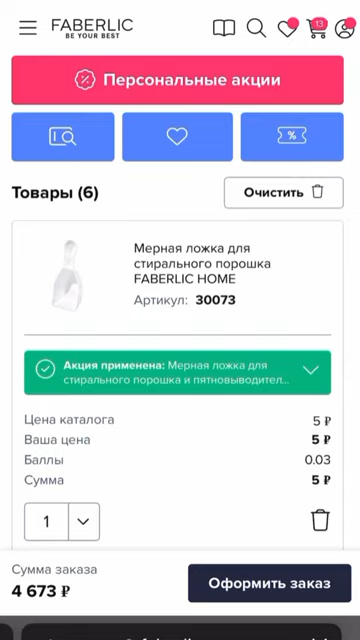 FABERLIC
BE YOUR BEST
13
Персональные акции
%
Товары (6)
Очистить
Мерная ложка для
стирального порошка
FABERLIC HOME
Артикул: 30073
Акция применена: Мерная ложка для
стирального порошка и пятновыводител...
Цена каталога 5 ₽
Ваша цена 5 ₽
Баллы 0.03
Сумма 5 ₽
1
Сумма заказа
4 673 ₽
Оформить заказ